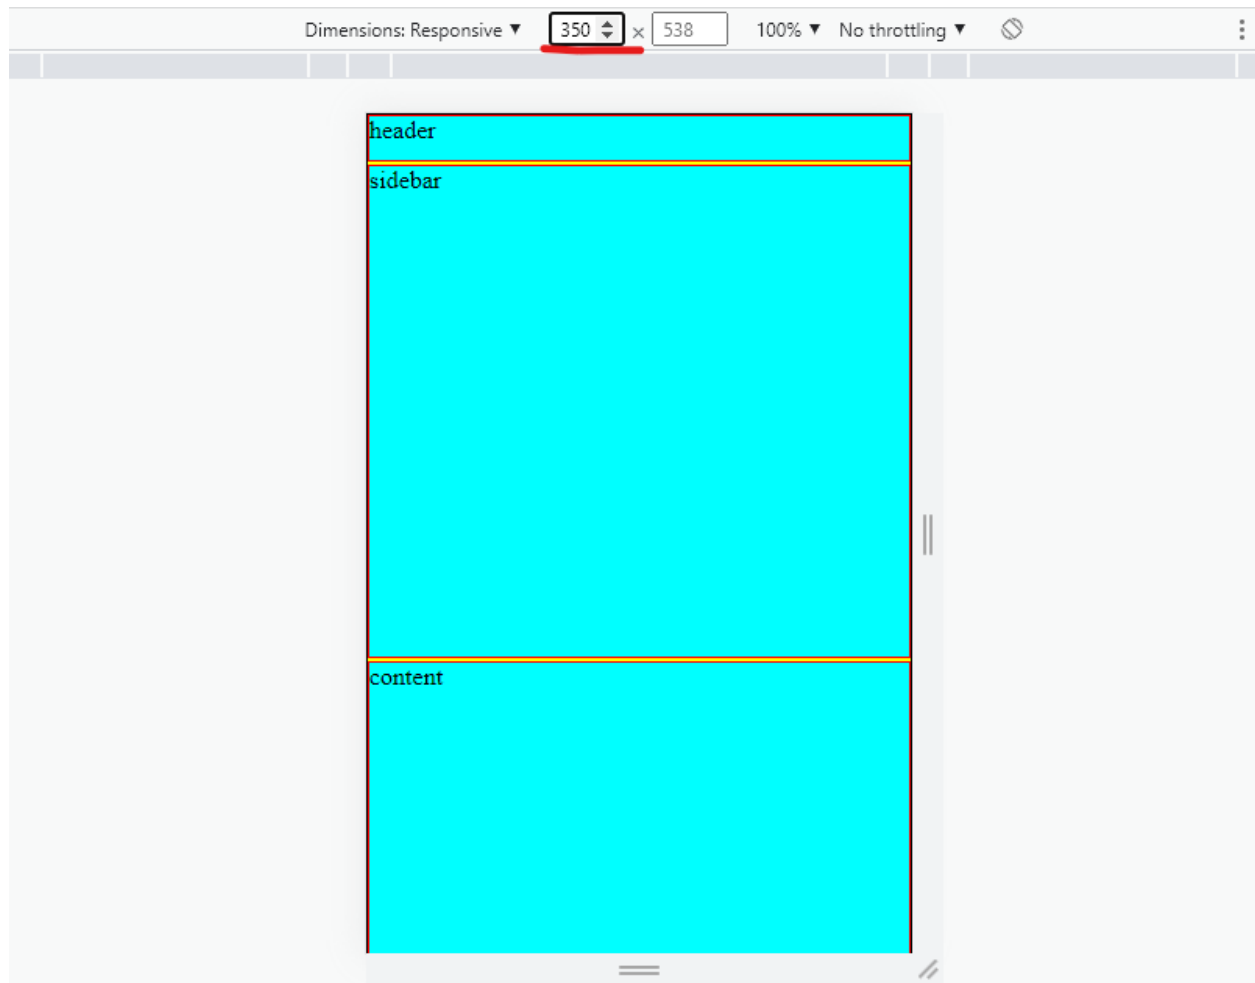 Dimensions: Responsive ▼ 350 × 538 100% ▼ No throttling ▼
header
sidebar
content